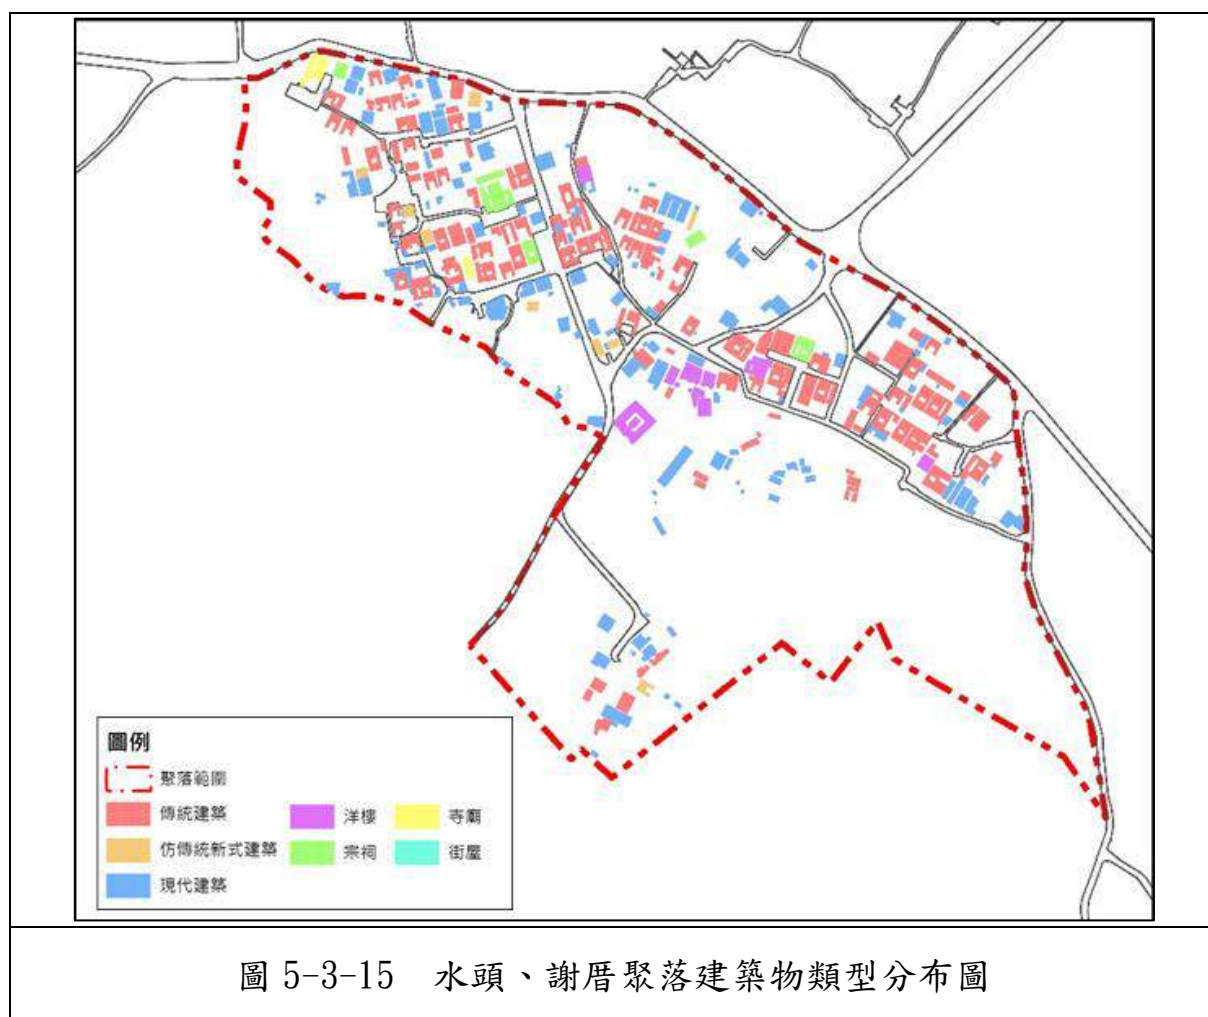 圖例
聚落範圍
傳統建築
洋樓
寺廟
仿傳統新式建築
宗祠
街屋
現代建築
圖 5-3-15 水頭、謝厝聚落建築物類型分布圖